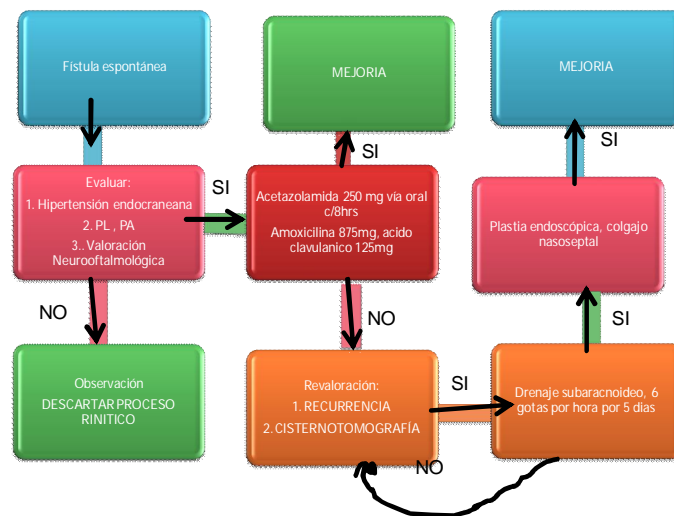 Fístula espontánea
MEJORIA
MEJORIA
SI
SI
Evaluar:
1. Hipertensión endocraneana
2. PL , PA
3.. Valoración
Neurooftalmológica
SI
Acetazolamida 250 mg vía oral
c/8hrs
Amoxicilina 875mg, acido
clavulanico 125mg
Plastia endoscópica, colgajo
nasoseptal
NO
NO
SI
Observación
DESCARTAR PROCESO
RINITICO
Revaloración:
1. RECURRENCIA
2. CISTERNOTOMOGRAFÍA
SI
Drenaje subaracnoideo, 6
gotas por hora por 5 dias
NO